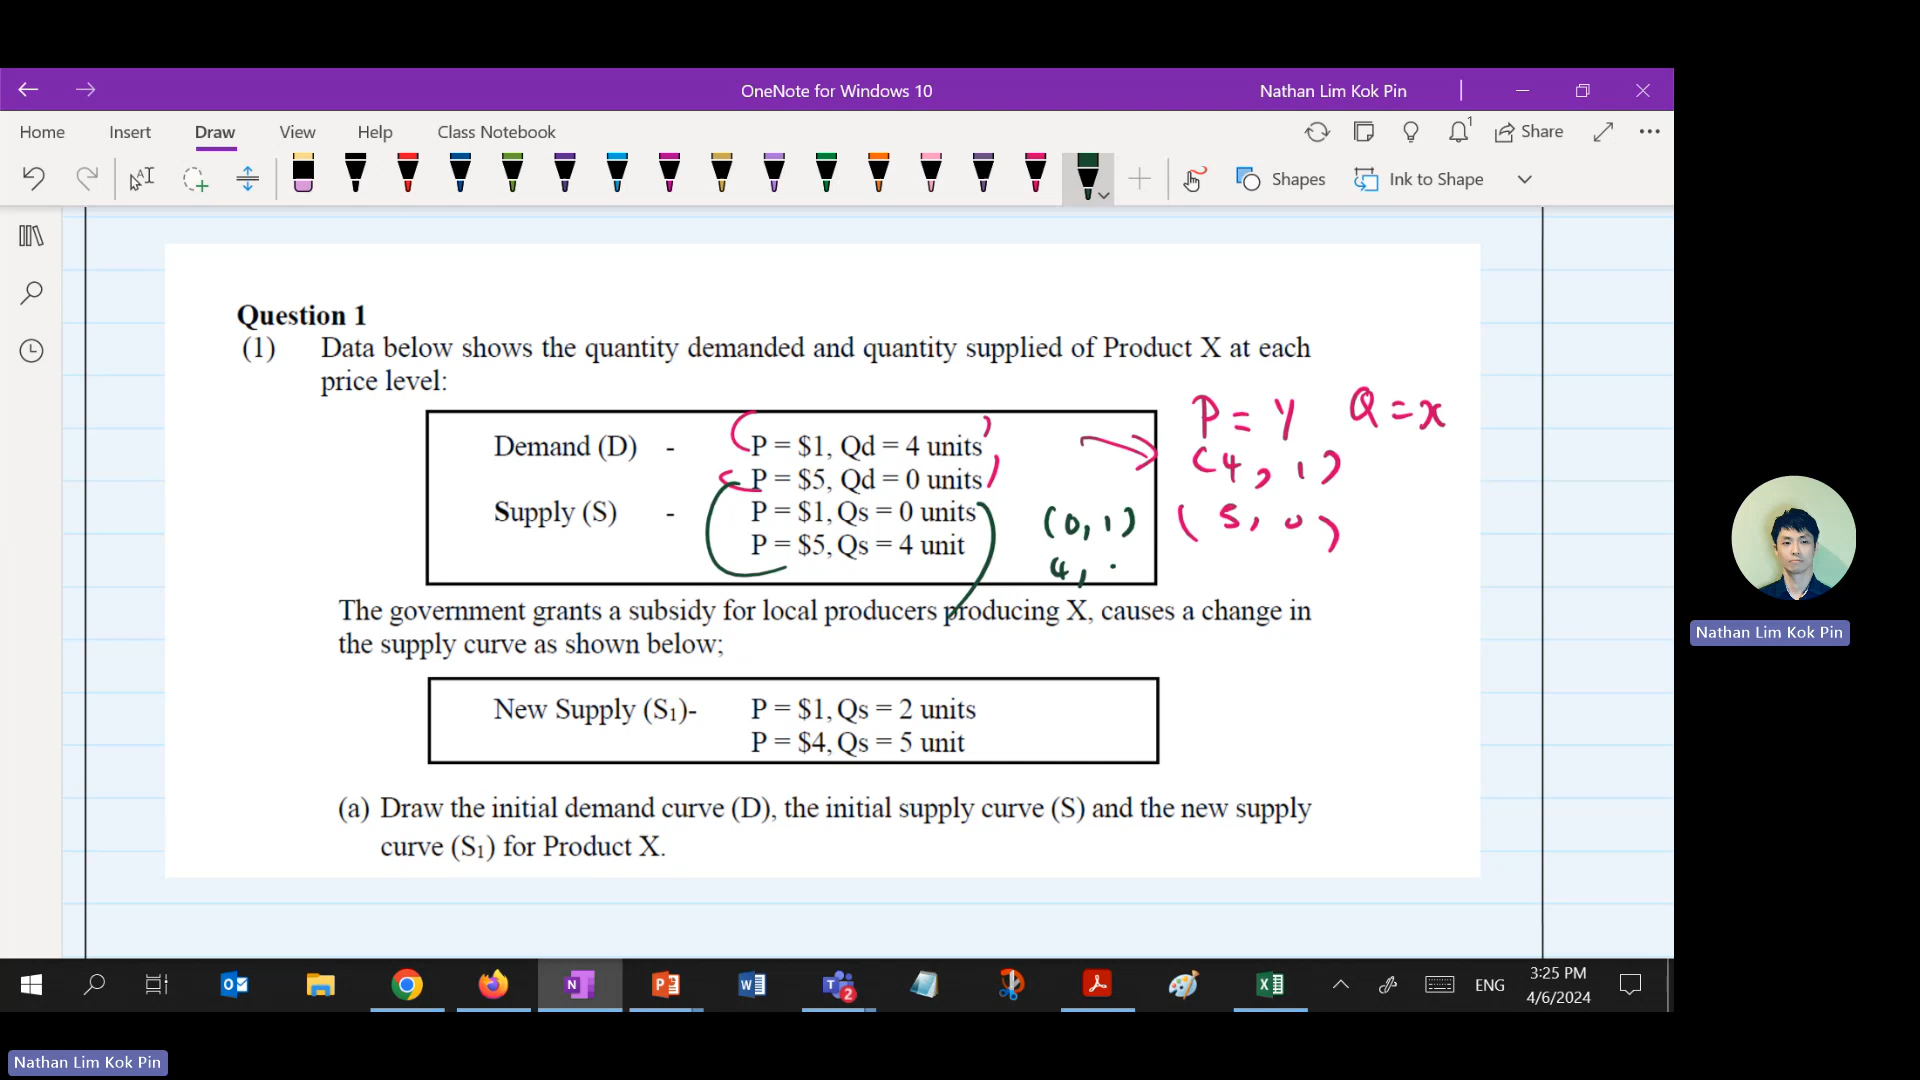 OneNote for Windows 10
Nathan Lim Kok Pin
Home Insert Draw View Help Class Notebook
1
Share
Shapes
Ink to Shape
Question 1
(1) Data below shows the quantity demanded and quantity supplied of Product X at each
price level:
P = y Q = x
Demand (D) - P = $1, Qd = 4 units
(4, 1)
P = $5, Qd = 0 units
Supply (S) - P = $1, Qs = 0 units
(0, 1)
(5, 0)
P = $5, Qs = 4 unit
4, .
The government grants a subsidy for local producers producing X, causes a change in
the supply curve as shown below;
New Supply (S₁)- P = $1, Qs = 2 units
P = $4, Qs = 5 unit
(a) Draw the initial demand curve (D), the initial supply curve (S) and the new supply
curve (S₁) for Product X.
Nathan Lim Kok Pin
2
ENG
3:25 PM
4/6/2024
Nathan Lim Kok Pin